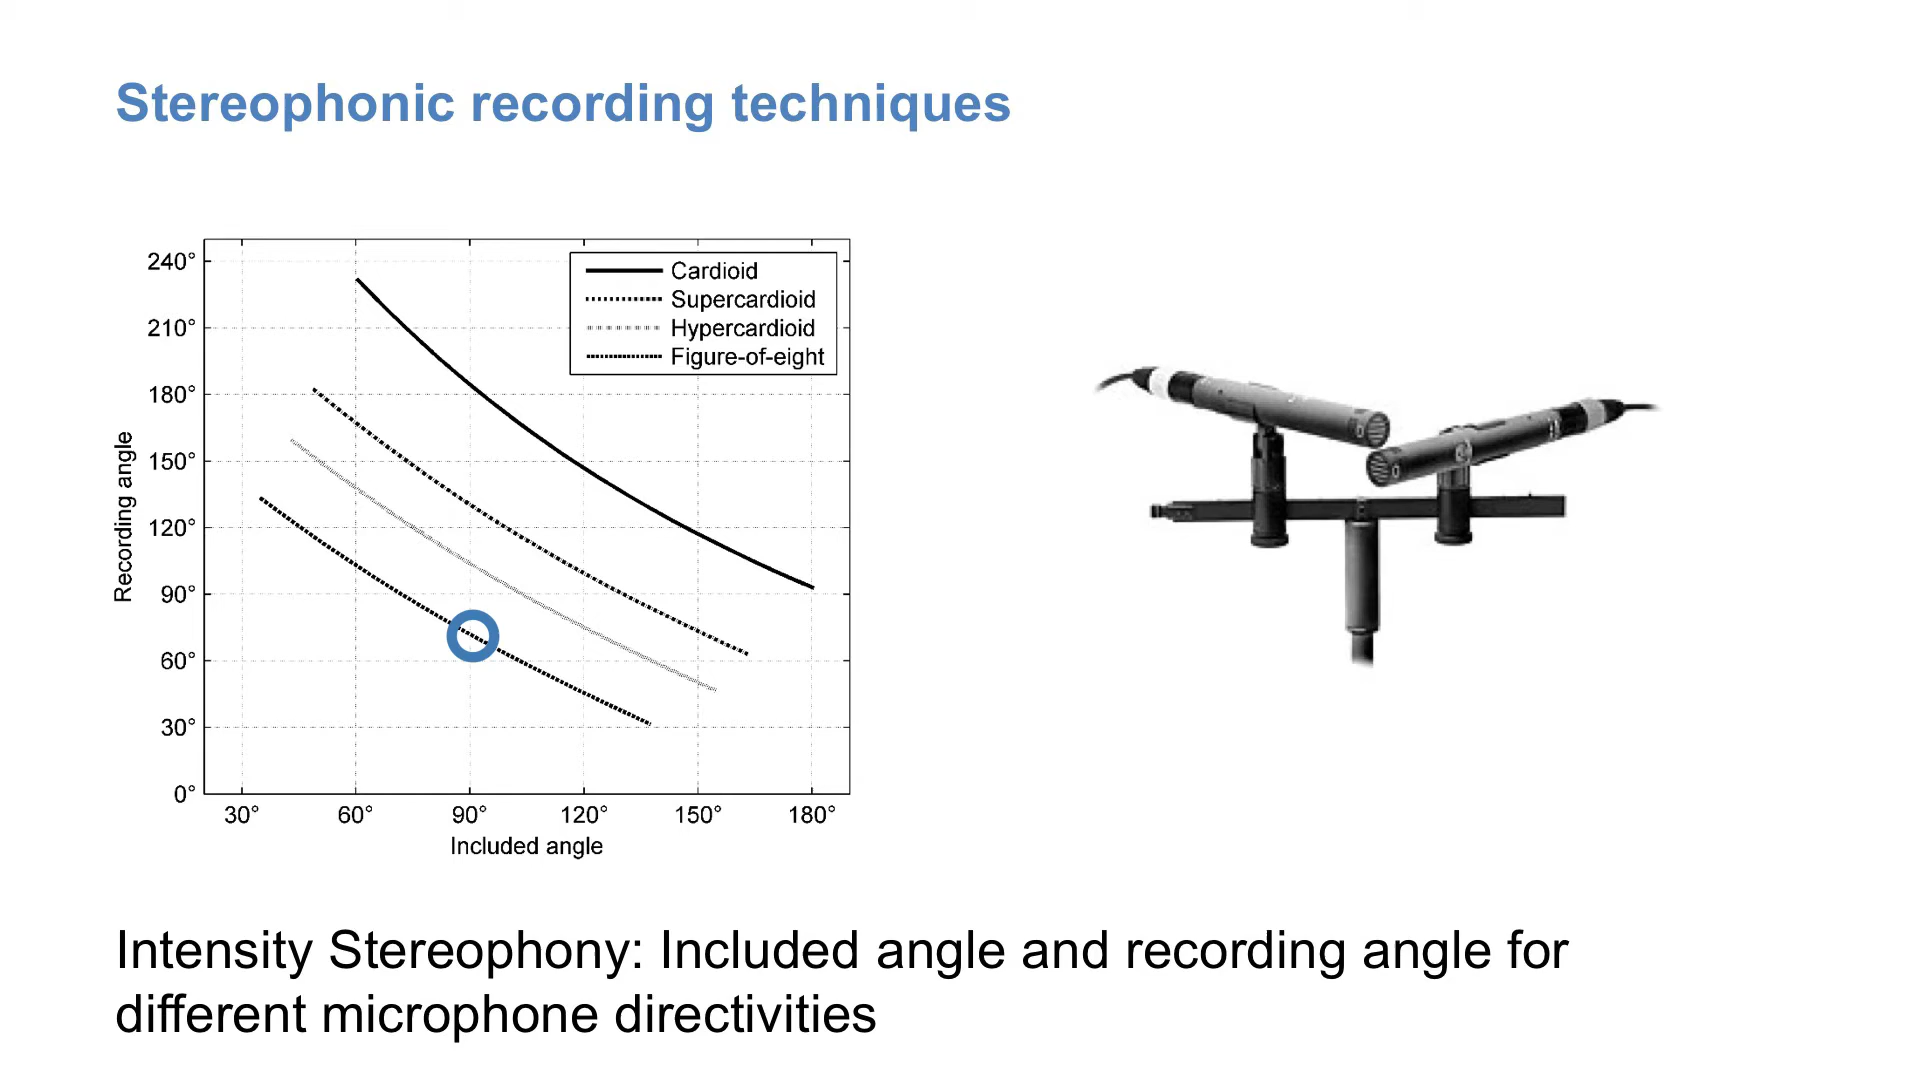 Stereophonic recording techniques
240°
210°
180°
150°
120°
90°
60°
30°
0°
Recording angle
Cardioid
Supercardioid
Hypercardioid
Figure-of-eight
30° 60° 90° 120° 150° 180°
Included angle
Intensity Stereophony: Included angle and recording angle for
different microphone directivities